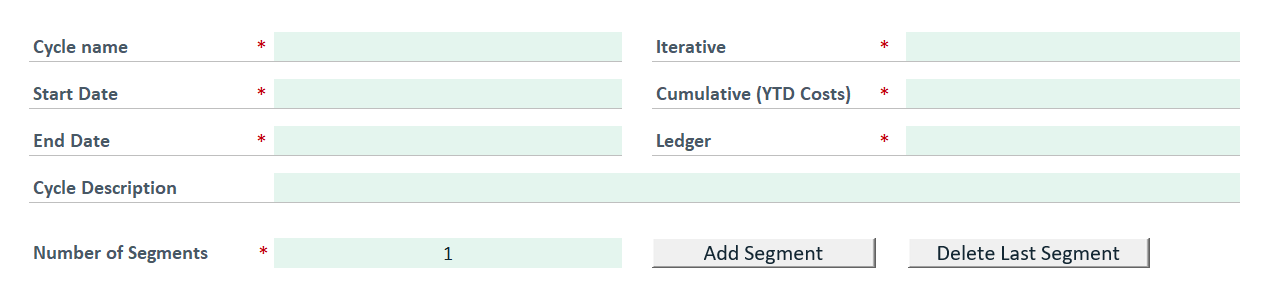 Cycle name * Iterative *
Start Date * Cumulative (YTD Costs) *
End Date * Ledger *
Cycle Description
Number of Segments * 1 Add Segment Delete Last Segment